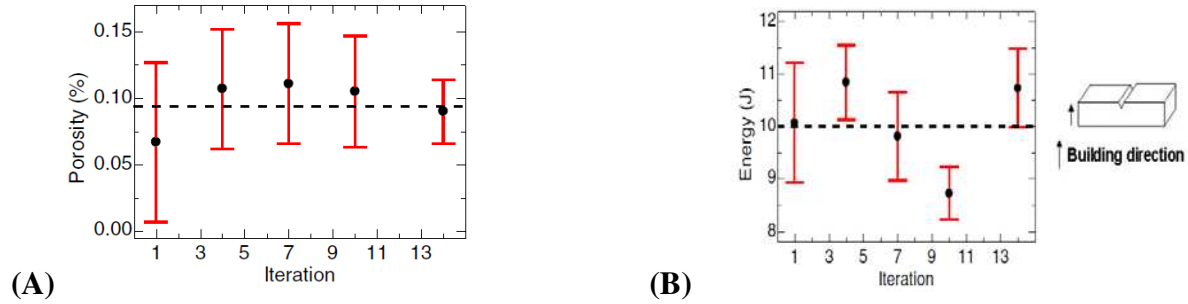 0.15
0.10
0.05
0.00
Porosity (%)
1 3 5 7 9 11 13
Iteration
(A)
12
11
10
9
8
Energy (J)
1 3 5 7 9 11 13
Iteration
(B)
Building direction